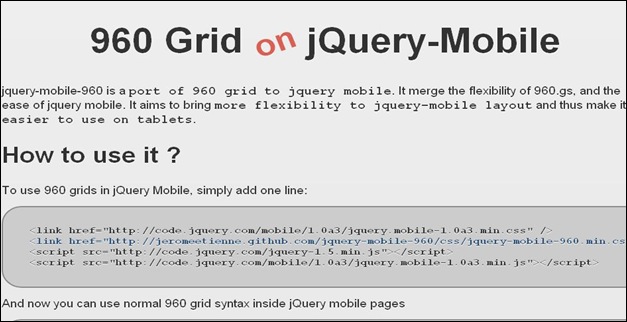 960 Grid on jQuery-Mobile
jquery-mobile-960 is a port of 960 grid to jquery mobile. It merge the flexibility of 960.gs, and the
ease of jquery mobile. It aims to bring more flexibility to jquery-mobile layout and thus make it
easier to use on tablets.
How to use it ?
To use 960 grids in jQuery Mobile, simply add one line:
<link href="http://code.jquery.com/mobile/1.0a3/jquery.mobile-1.0a3.min.css" />
<link href="http://jeromeetienne.github.com/jquery-mobile-960/css/jquery-mobile-960.min.cs
<script src="http://code.jquery.com/jquery-1.5.min.js"></script>
<script src="http://code.jquery.com/mobile/1.0a3/jquery.mobile-1.0a3.min.js"></script>
And now you can use normal 960 grid syntax inside jQuery mobile pages